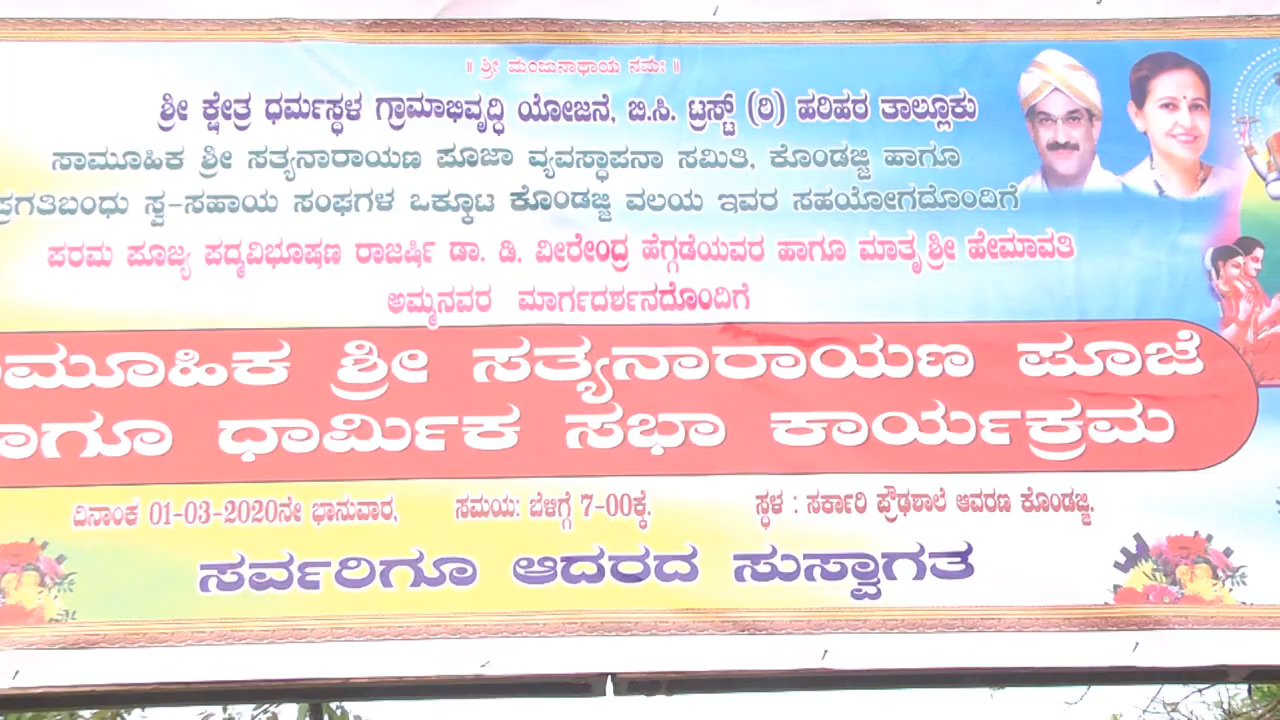 ॥ ಶ್ರೀ ಮಂಜುನಾಥಾಯ ನಮಃ ॥
ಶ್ರೀ ಕ್ಷೇತ್ರ ಧರ್ಮಸ್ಥಳ ಗ್ರಾಮಾಭಿವೃದ್ಧಿ ಯೋಜನೆ, ಬಿ.ಸಿ. ಟ್ರಸ್ಟ್ (ರಿ) ಹರಿಹರ ತಾಲ್ಲೂಕು
ಸಾಮೂಹಿಕ ಶ್ರೀ ಸತ್ಯನಾರಾಯಣ ಪೂಜಾ ವ್ಯವಸ್ಥಾಪನಾ ಸಮಿತಿ, ಕೊಂಡಜ್ಜಿ ಹಾಗೂ
ಪ್ರಗತಿಬಂಧು ಸ್ವ-ಸಹಾಯ ಸಂಘಗಳ ಒಕ್ಕೂಟ ಕೊಂಡಜ್ಜಿ ವಲಯ ಇವರ ಸಹಯೋಗದೊಂದಿಗೆ
ಪರಮ ಪೂಜ್ಯ ಪದ್ಮವಿಭೂಷಣ ರಾಜರ್ಷಿ ಡಾ. ಡಿ. ವೀರೇಂದ್ರ ಹೆಗ್ಗಡೆಯವರ ಹಾಗೂ ಮಾತೃಶ್ರೀ ಹೇಮಾವತಿ
ಅಮ್ಮನವರ ಮಾರ್ಗದರ್ಶನದೊಂದಿಗೆ
ಸಾಮೂಹಿಕ ಶ್ರೀ ಸತ್ಯನಾರಾಯಣ ಪೂಜೆ
ಹಾಗೂ ಧಾರ್ಮಿಕ ಸಭಾ ಕಾರ್ಯಕ್ರಮ
ದಿನಾಂಕ 01-03-2020ನೇ ಭಾನುವಾರ, ಸಮಯ: ಬೆಳಿಗ್ಗೆ 7-00ಕ್ಕೆ. ಸ್ಥಳ : ಸರ್ಕಾರಿ ಪ್ರೌಢಶಾಲೆ ಆವರಣ ಕೊಂಡಜ್ಜಿ.
ಸರ್ವರಿಗೂ ಆದರದ ಸುಸ್ವಾಗತ